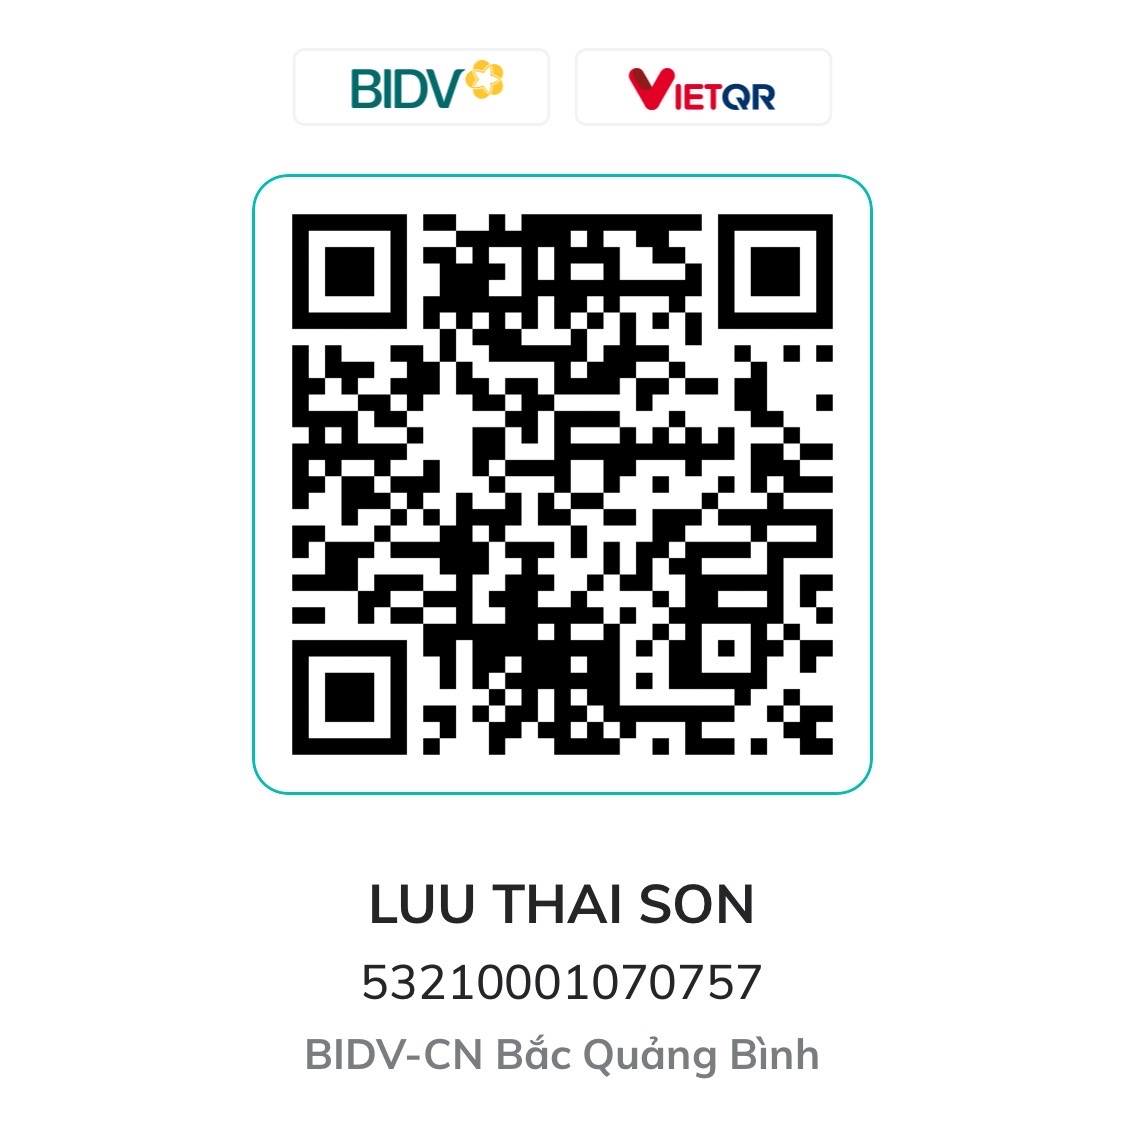 BIDV VIETQR
LUU THAI SON
53210001070757
BIDV-CN Bắc Quảng Bình